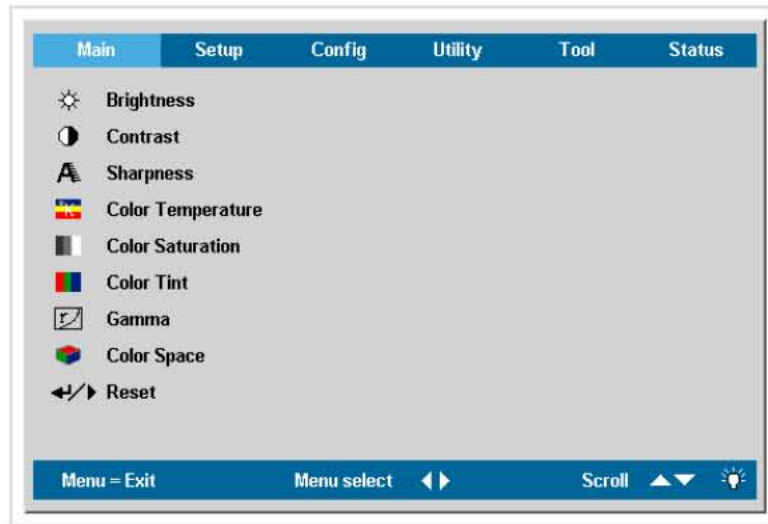 Main Setup Config Utility Tool Status
Brightness
Contrast
Sharpness
Color Temperature
Color Saturation
Color Tint
Gamma
Color Space
Reset
Menu = Exit Menu select Scroll